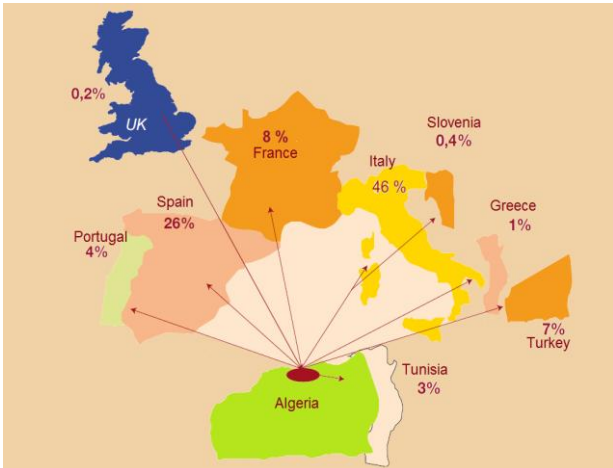 0,2%
UK
8 %
France
Slovenia
0,4%
Italy
46 %
Spain
26%
Greece
1%
Portugal
4%
7%
Turkey
Tunisia
3%
Algeria